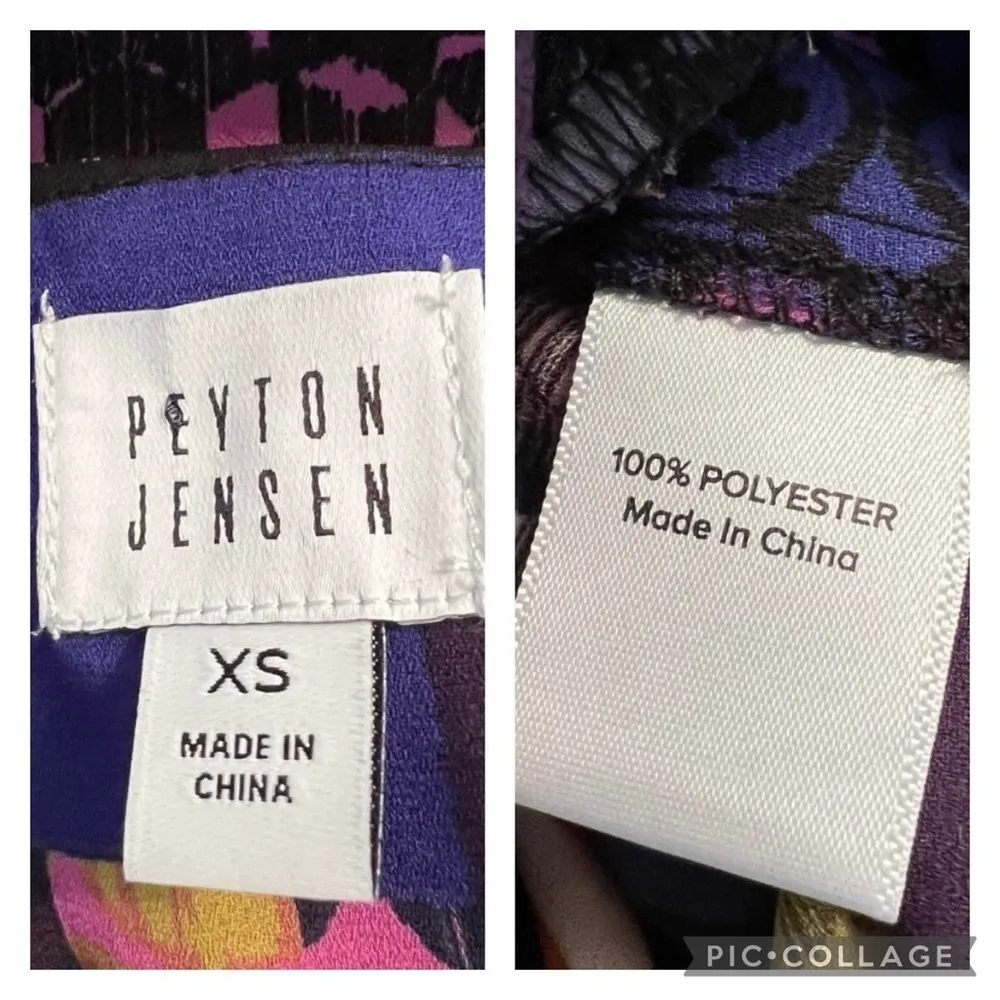 PEYTON
JENSEN
XS
MADE IN
CHINA
100% POLYESTER
Made In China
PIC•COLLAGE